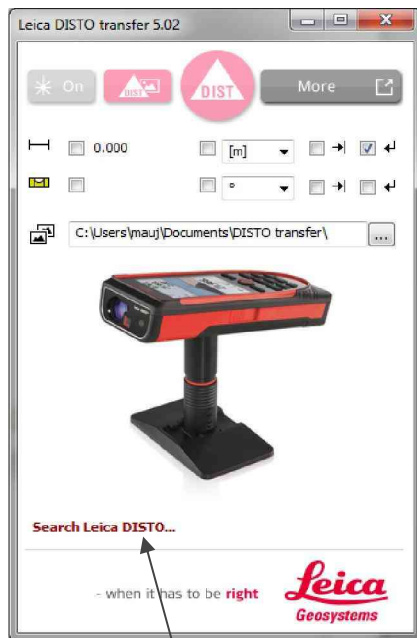 Leica DISTO transfer 5.02
On DIST DIST More
0.000 [m]
°
C:\Users\mauj\Documents\DISTO transfer\ ...
Search Leica DISTO...
- when it has to be right
Leica
Geosystems